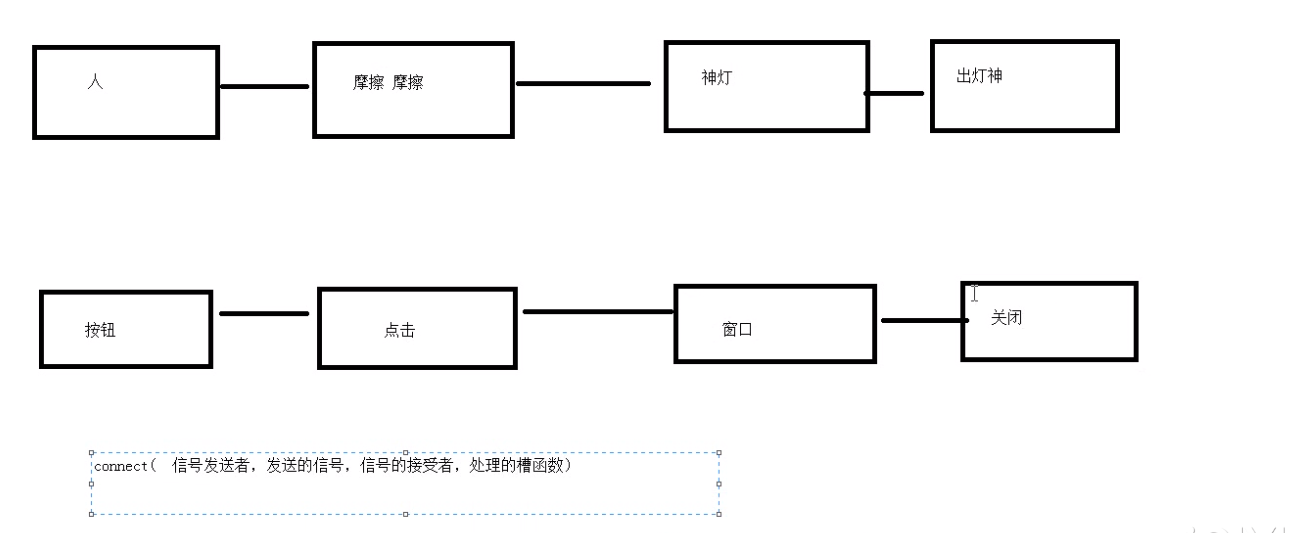 人
摩擦 摩擦
神灯
出灯神
按钮
点击
窗口
关闭
connect( 信号发送者，发送的信号，信号的接受者，处理的槽函数)